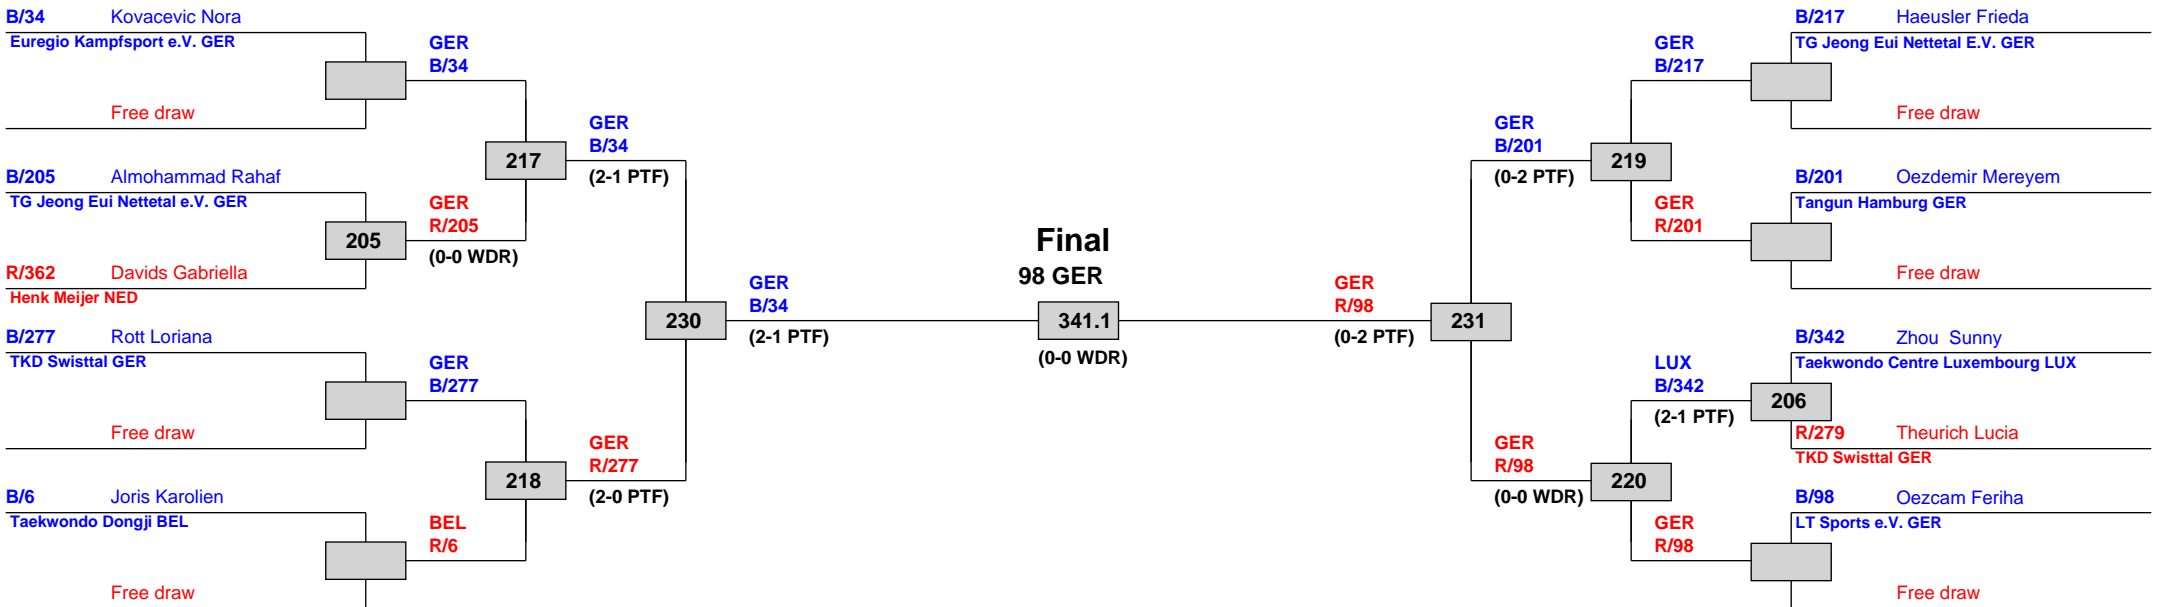 B/34 Kovacevic Nora
Euregio Kampfsport e.V. GER
Free draw
B/205 Almohammad Rahaf
TG Jeong Eui Nettetal e.V. GER
R/362 Davids Gabriella
Henk Meijer NED
B/277 Rott Loriana
TKD Swisttal GER
Free draw
B/6 Joris Karolien
Taekwondo Dongji BEL
Free draw
GER
B/34
205
GER
R/205
(0-0 WDR)
GER
B/277
BEL
R/6
217
GER
B/34
(2-1 PTF)
218
GER
R/277
(2-0 PTF)
230
GER
B/34
(2-1 PTF)
Final
98 GER
341.1
(0-0 WDR)
GER
R/98
(0-2 PTF)
231
GER
B/201
(0-2 PTF)
219
GER
R/98
(0-0 WDR)
220
GER
B/217
GER
R/201
LUX
B/342
(2-1 PTF)
206
GER
R/98
B/217 Haeusler Frieda
TG Jeong Eui Nettetal E.V. GER
Free draw
B/201 Oezdemir Mereyem
Tangun Hamburg GER
Free draw
B/342 Zhou  Sunny
Taekwondo Centre Luxembourg LUX
R/279 Theurich Lucia
TKD Swisttal GER
B/98 Oezcam Feriha
LT Sports e.V. GER
Free draw